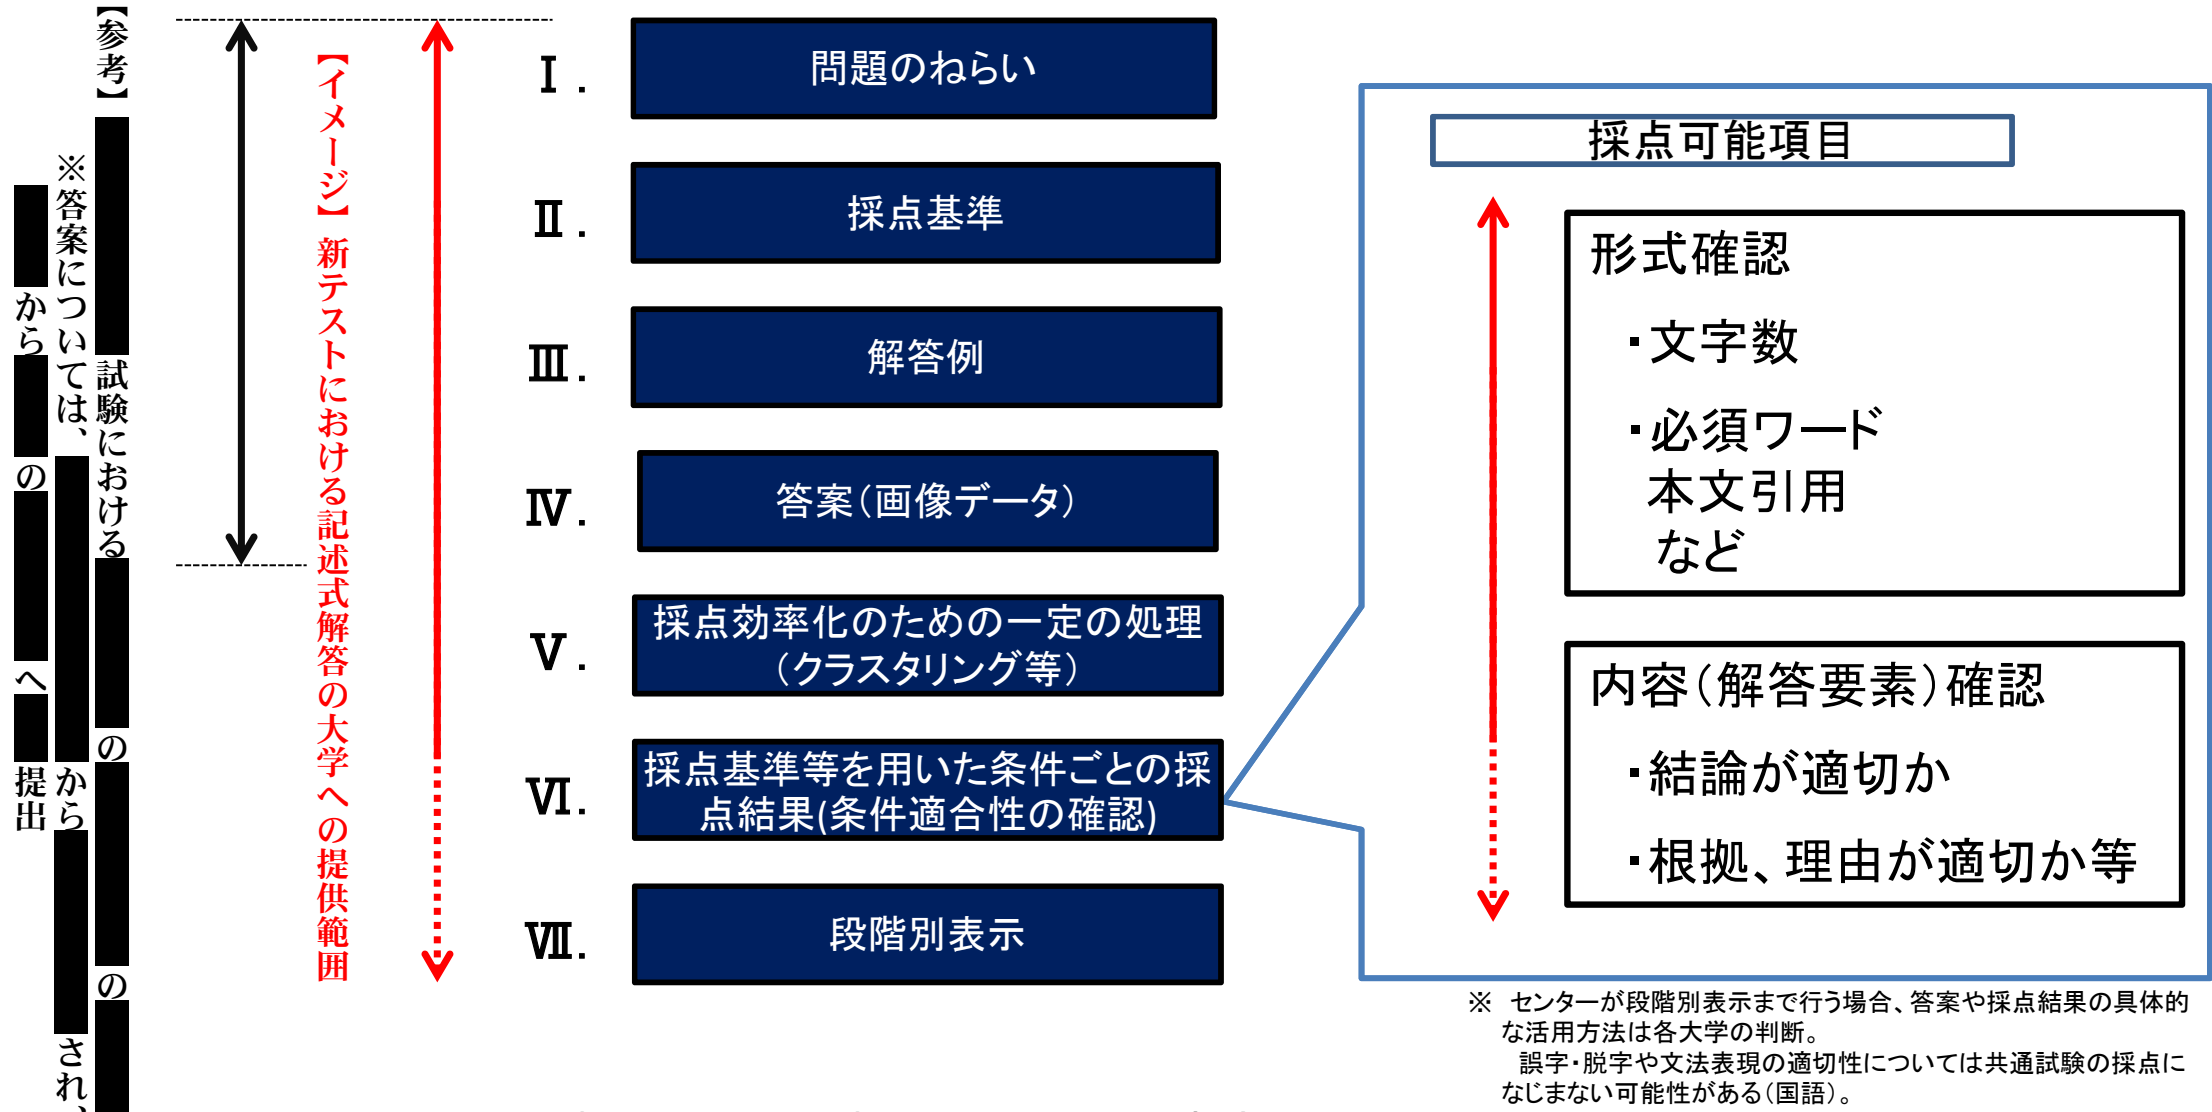 【参考】
試験における
の
の
※答案については、
から
され、
から
の
へ
提出
【イメージ】新テストにおける記述式解答の大学への提供範囲
Ⅰ. 問題のねらい
Ⅱ. 採点基準
Ⅲ. 解答例
Ⅳ. 答案(画像データ)
Ⅴ. 採点効率化のための一定の処理
(クラスタリング等)
Ⅵ. 採点基準等を用いた条件ごとの採
点結果(条件適合性の確認)
Ⅶ. 段階別表示
採点可能項目
形式確認
・文字数
・必須ワード
本文引用
など
内容(解答要素)確認
・結論が適切か
・根拠、理由が適切か等
※ センターが段階別表示まで行う場合、答案や採点結果の具体的
な活用方法は各大学の判断。
誤字・脱字や文法表現の適切性については共通試験の採点に
なじまない可能性がある(国語)。